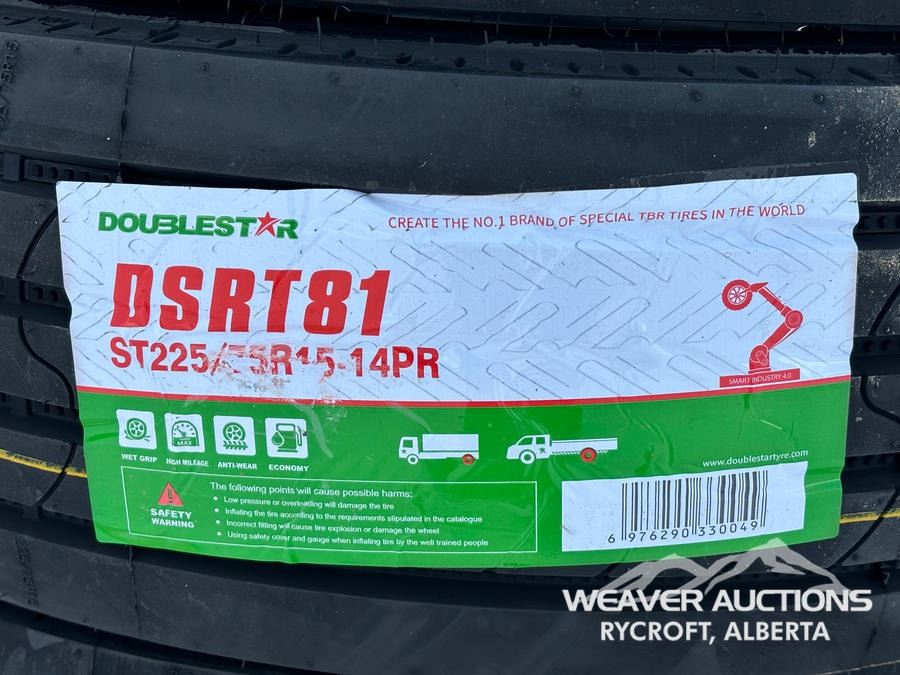 DOUBLESTAR
CREATE THE NO.1 BRAND OF SPECIAL TBR TIRES IN THE WORLD
DSRT81
ST225/75R15-14PR
SMART INDUSTRY 4.0
WET GRIP
HIGH MILEAGE
ANTI-WEAR
ECONOMY
MAX
www.doublestartyre.com
SAFETY
WARNING
The following points will cause possible harms:
Low pressure or overloading will damage the tire
Inflating the tire according to the requirements stipulated in the catalogue
Incorrect fitting will cause tire explosion or damage the wheel
Using safety cover and gauge when inflating tire by the well trained people
6 976290 330049
WEAVER AUCTIONS
RYCROFT, ALBERTA